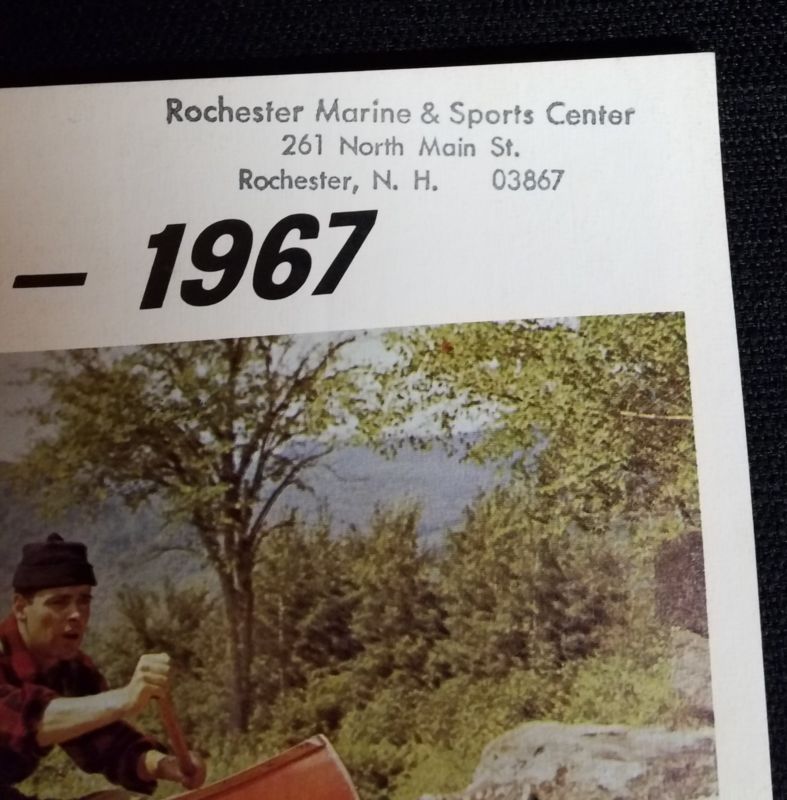 Rochester Marine & Sports Center
261 North Main St.
Rochester, N. H. 03867
– 1967